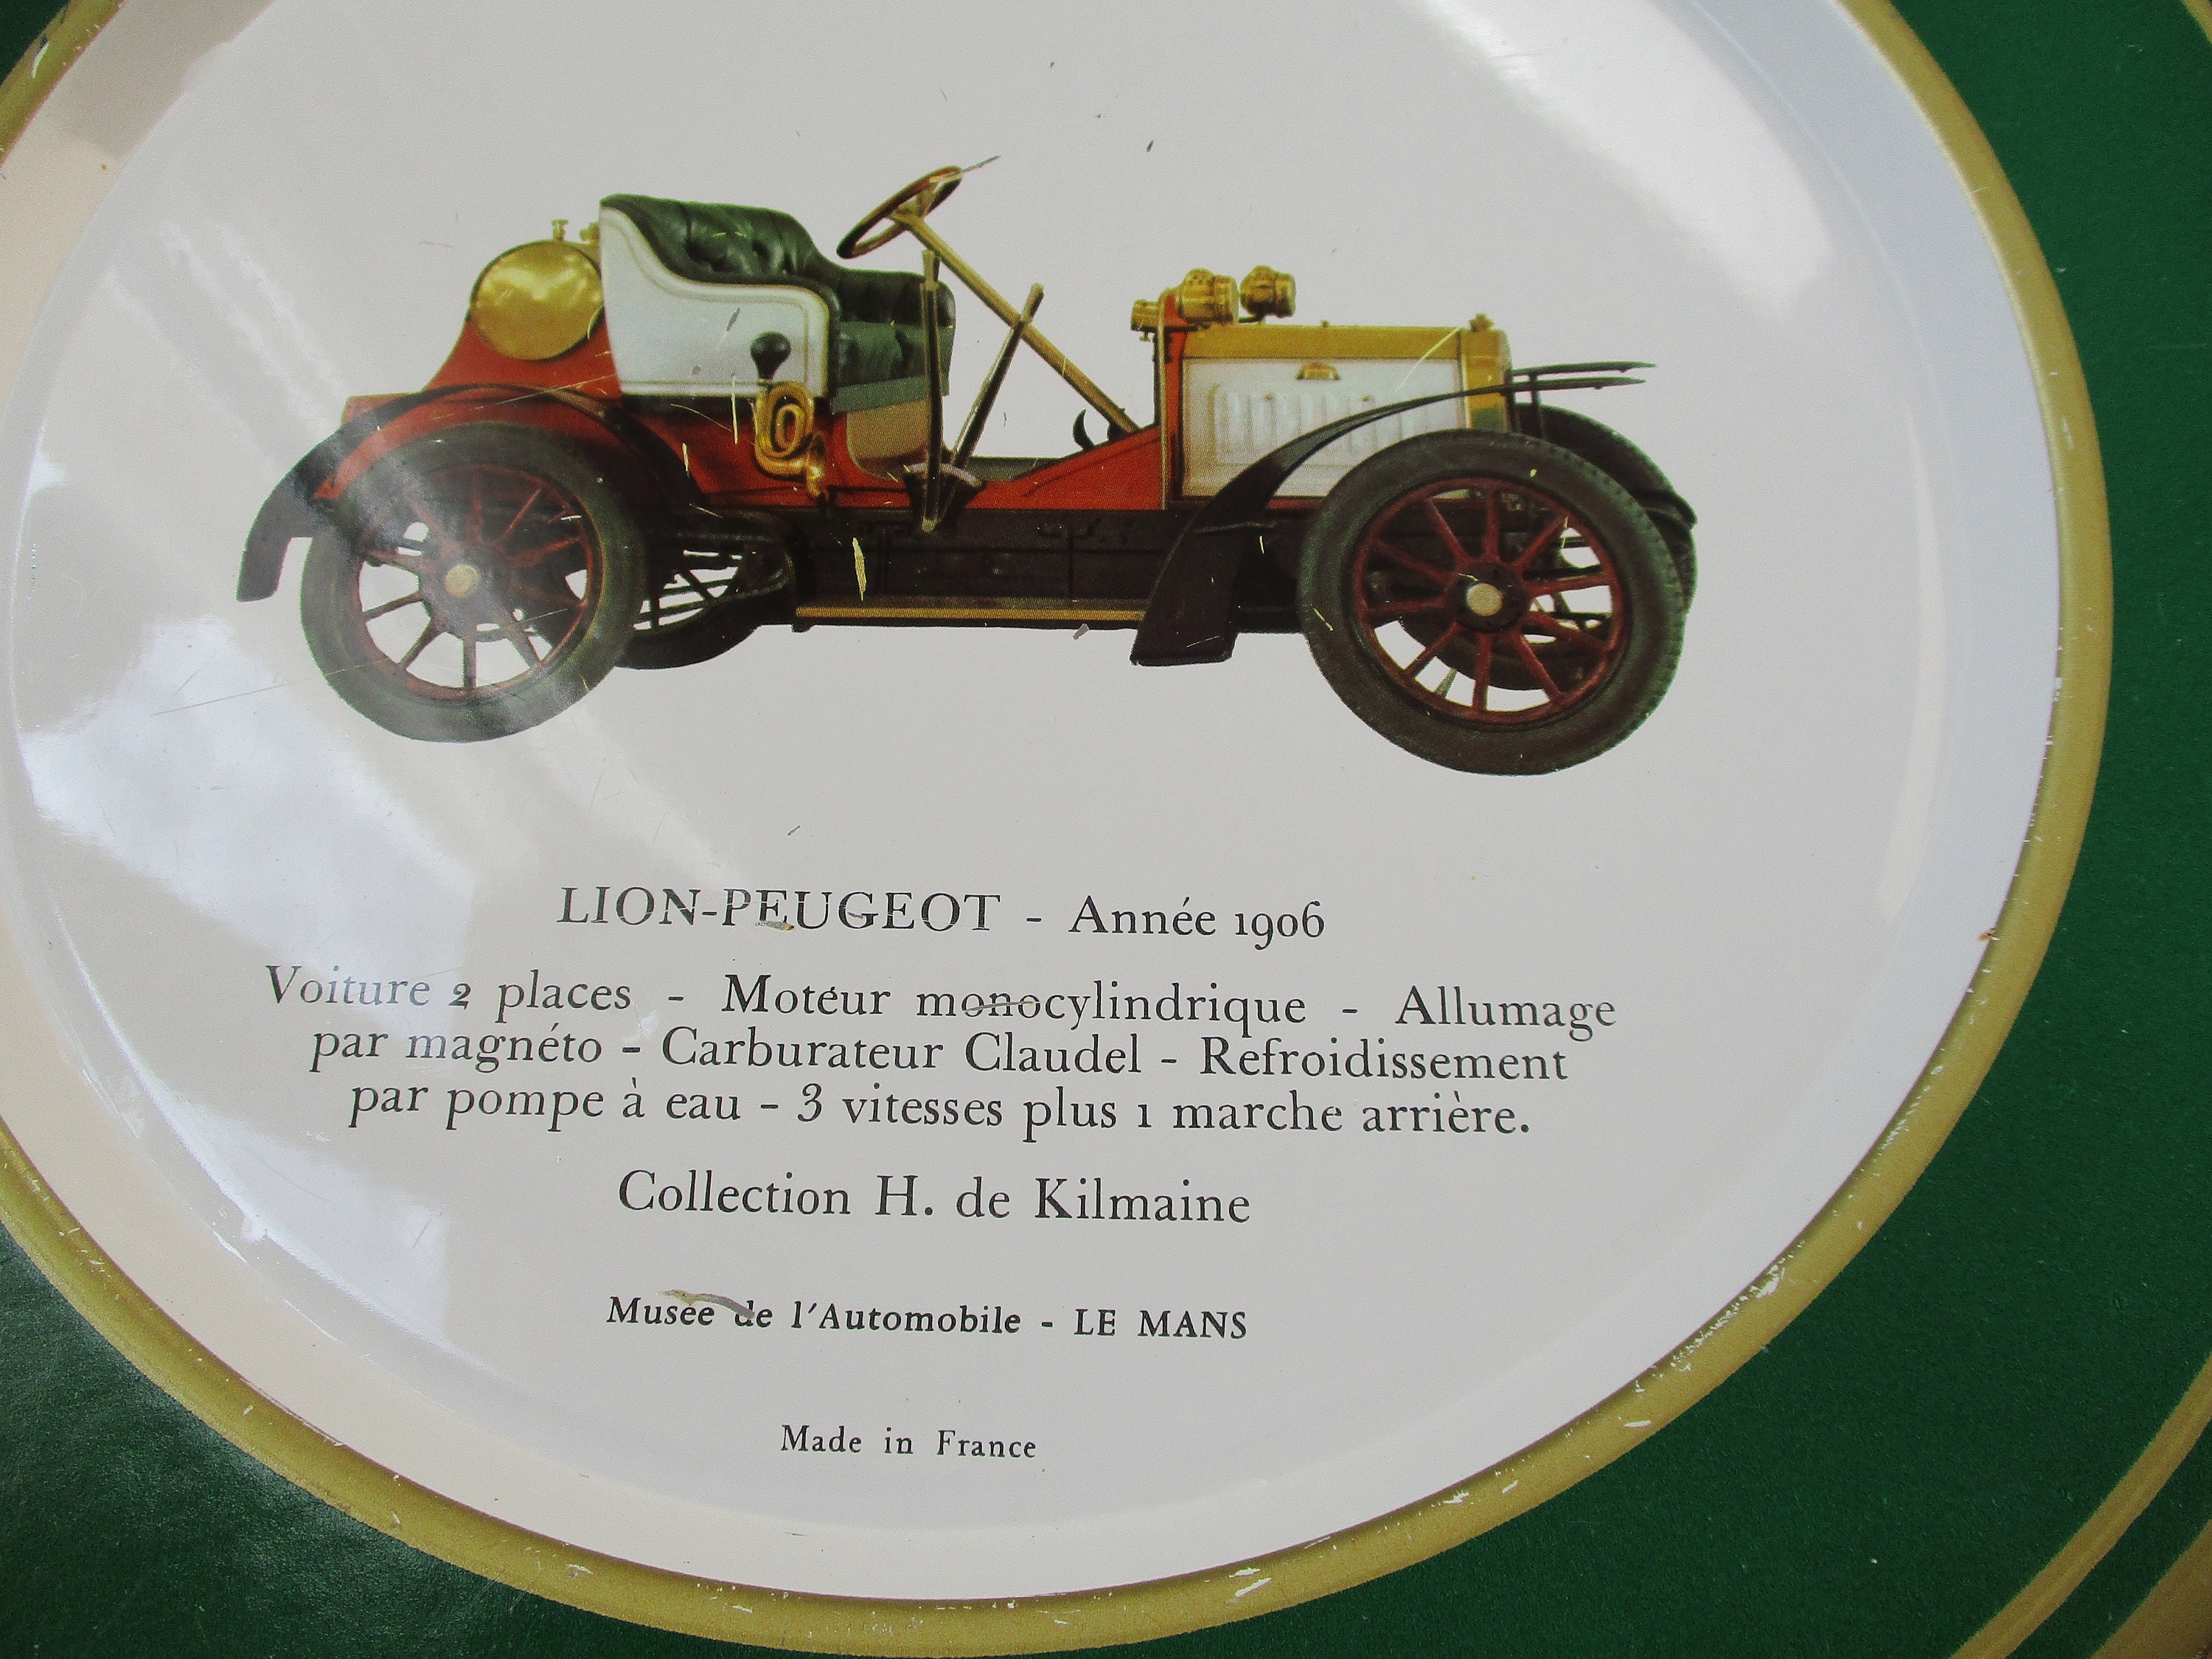 LION-PEUGEOT - Année 1906
Voiture 2 places - Moteur monocylindrique - Allumage
par magnéto - Carburateur Claudel - Refroidissement
par pompe à eau - 3 vitesses plus 1 marche arrière.
Collection H. de Kilmaine
Musée de l'Automobile - LE MANS
Made in France